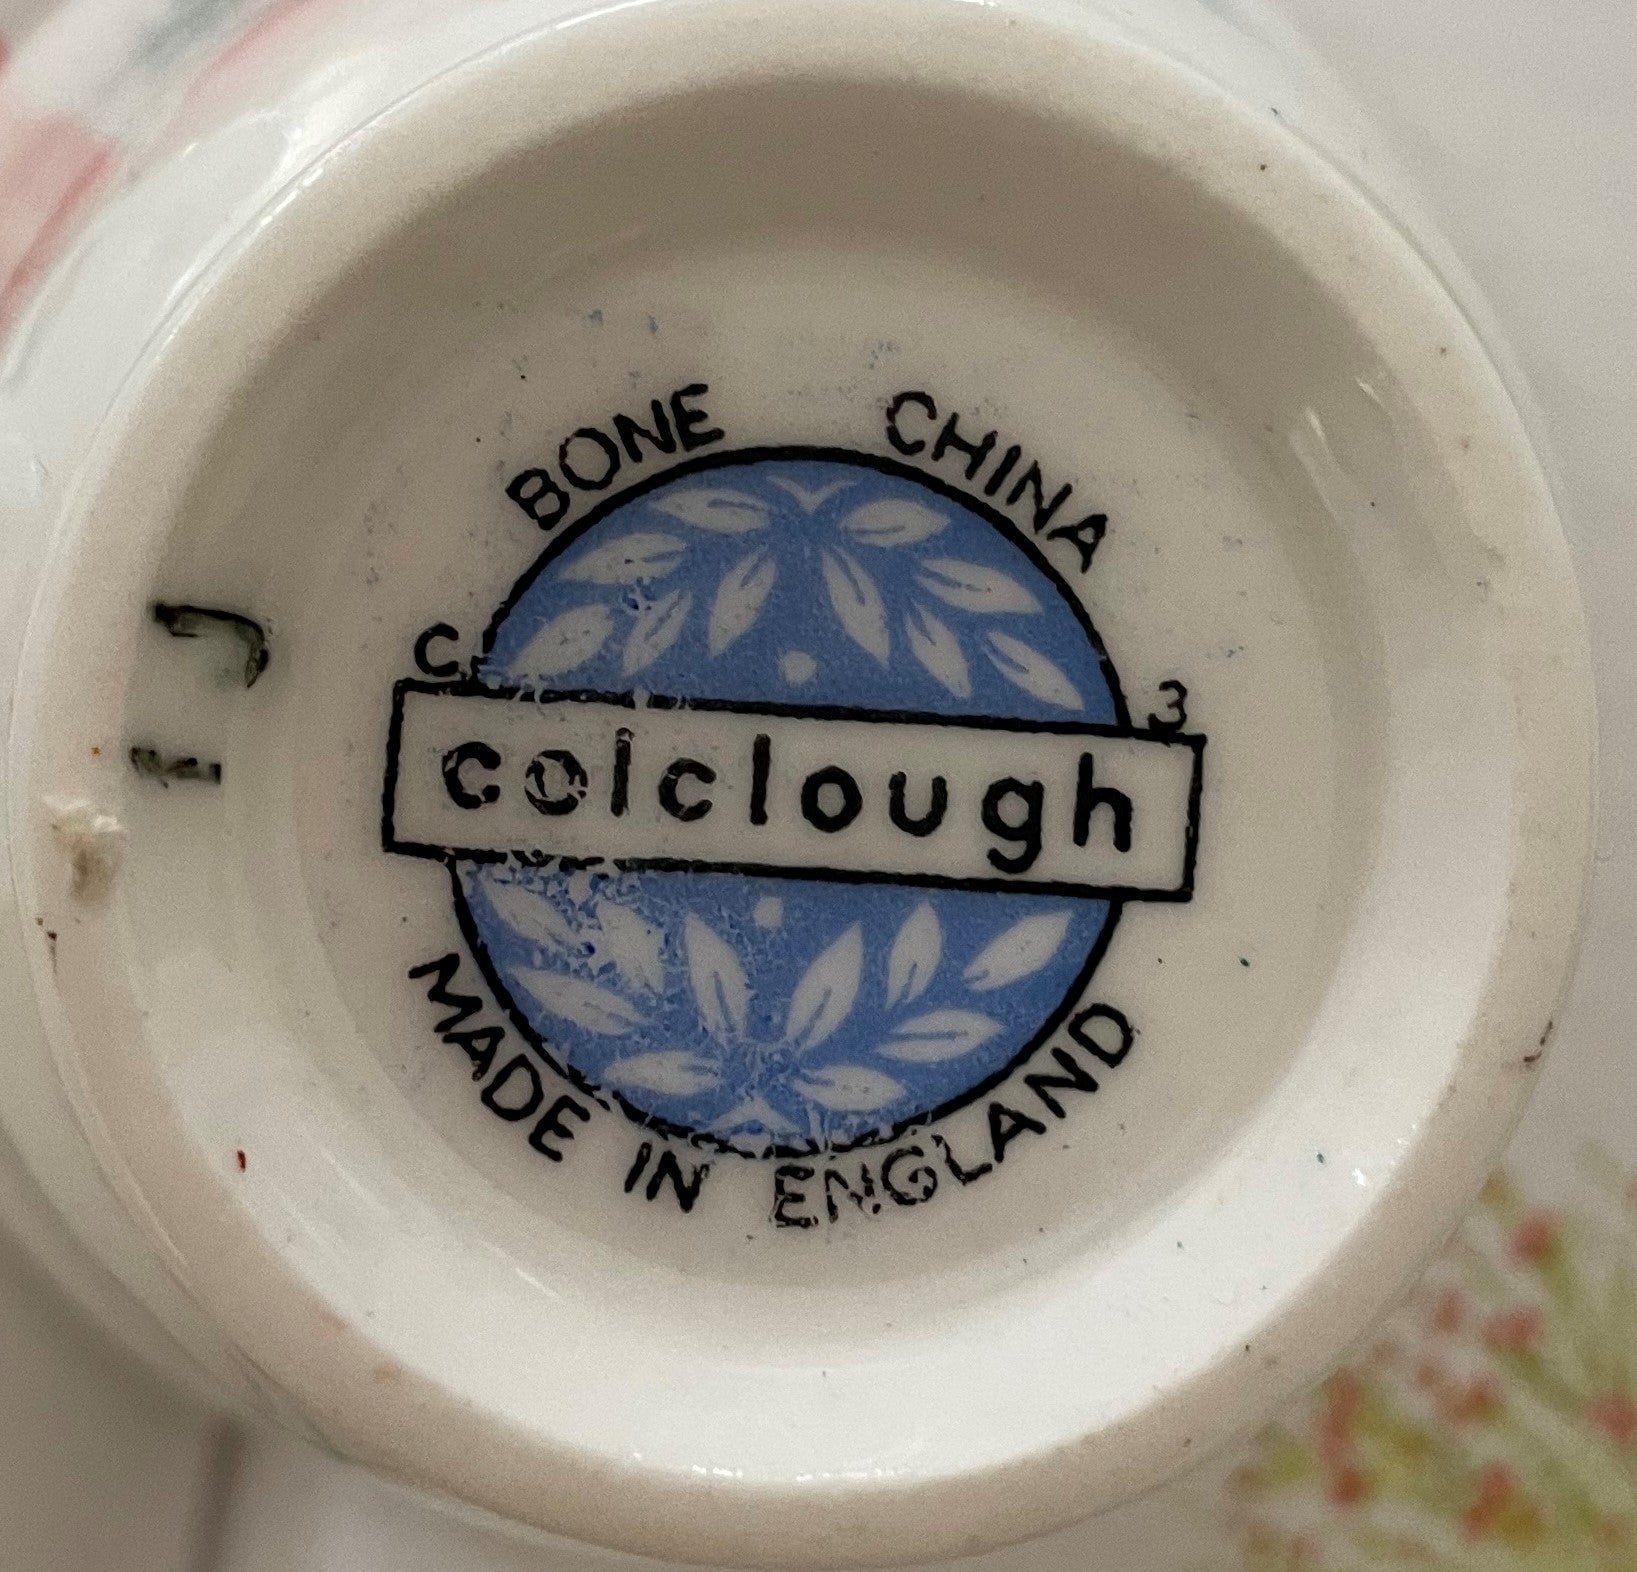 BONE CHINA
C 3
colclough
MADE IN ENGLAND